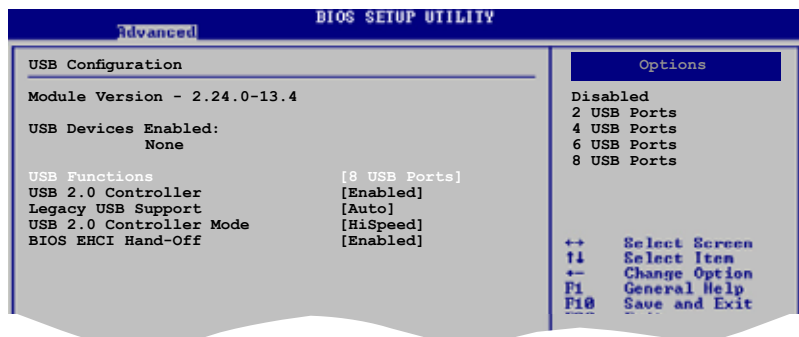 BIOS SETUP UTILITY
Advanced
USB Configuration
Module Version - 2.24.0-13.4
USB Devices Enabled:
None
USB Functions [8 USB Ports]
USB 2.0 Controller [Enabled]
Legacy USB Support [Auto]
USB 2.0 Controller Mode [HiSpeed]
BIOS EHCI Hand-Off [Enabled]
Options
Disabled
2 USB Ports
4 USB Ports
6 USB Ports
8 USB Ports
↔ Select Screen
↑↓ Select Item
+- Change Option
F1 General Help
F10 Save and Exit